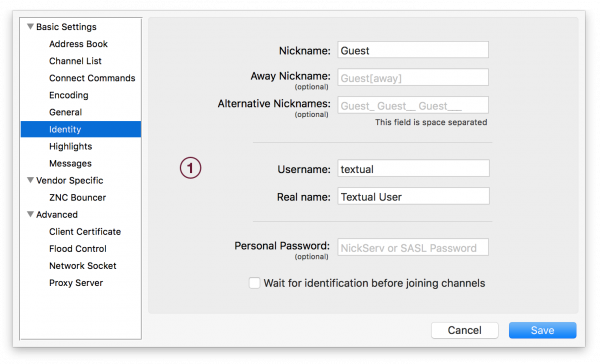 Basic Settings
Address Book
Channel List
Connect Commands
Encoding
General
Identity
Highlights
Messages
Vendor Specific
ZNC Bouncer
Advanced
Client Certificate
Flood Control
Network Socket
Proxy Server
Nickname: Guest
Away Nickname: Guest[away]
(optional)
Alternative Nicknames: Guest_ Guest__ Guest___
(optional)
This field is space separated
1
Username: textual
Real name: Textual User
Personal Password: NickServ or SASL Password
(optional)
Wait for identification before joining channels
Cancel Save